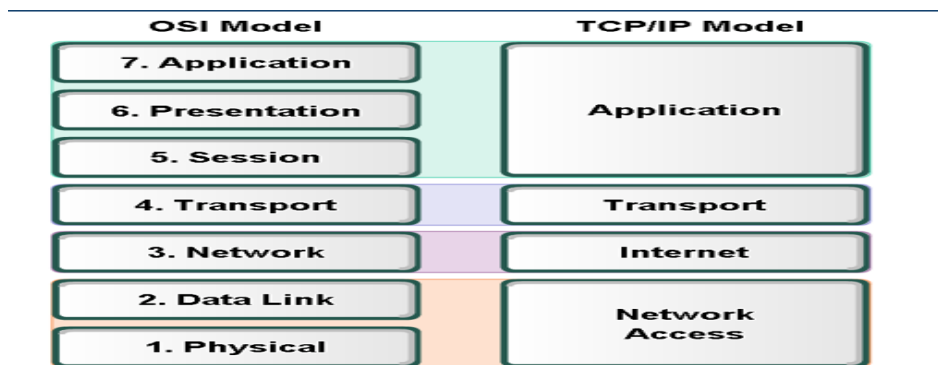 OSI Model
TCP/IP Model
7. Application
6. Presentation
5. Session
4. Transport
3. Network
2. Data Link
1. Physical
Application
Transport
Internet
Network
Access